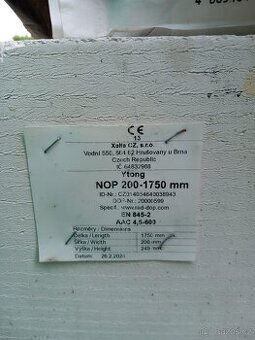 CE
13
Xella CZ, s.r.o.
Vodní 550, 664 62 Hrušovany u Brna
Czech Republic
IČ 64832988
Ytong
NOP 200-1750 mm
EN 845-2
AAC 4,5-600
Rozměry / Dimensions
Délka / Length 1750 mm
Šířka / Width 200 mm
Výška / Height 249 mm
Datum: